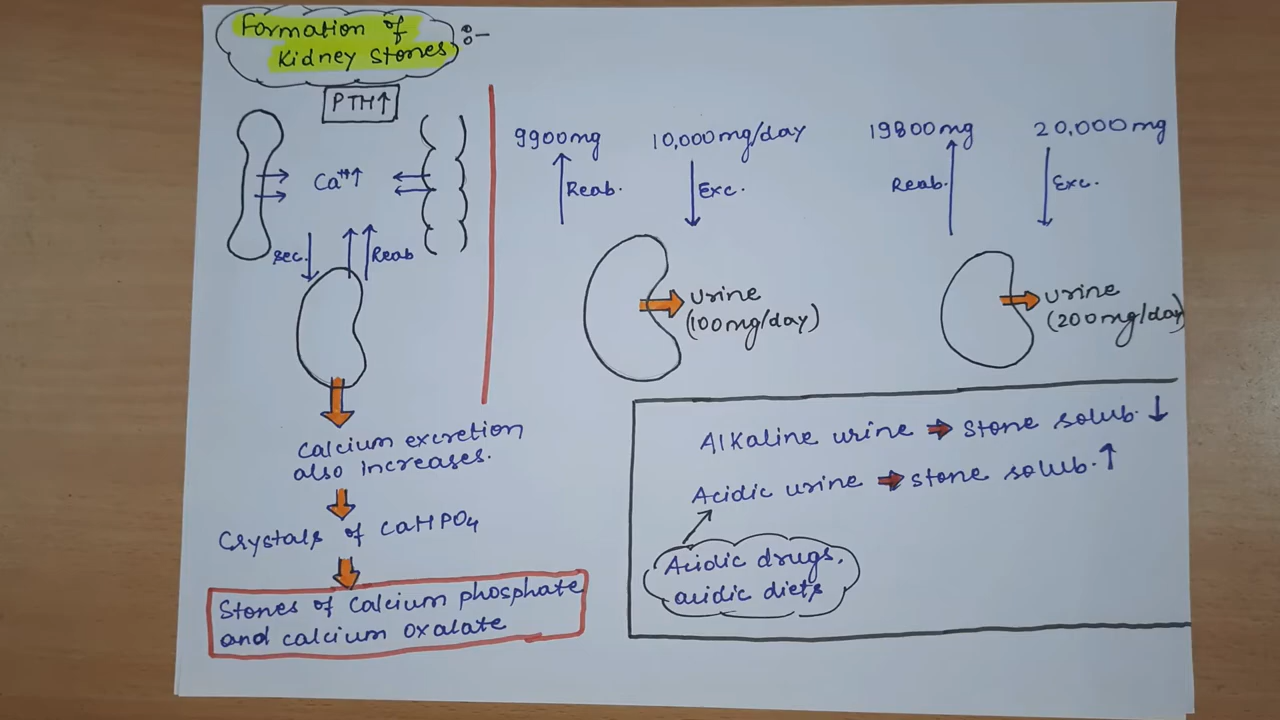 Formation of
Kidney Stones :-
PTH↑
Ca⁺⁺↑
sec.
Reab
Calcium excretion
also increases.
Crystals of CaHPO₄
Stones of Calcium phosphate
and calcium oxalate
9900mg
10,000mg/day
Reab.
Exc.
Urine
(100mg/day)
19800mg
20,000mg
Reab.
Exc.
Urine
(200mg/day)
Alkaline urine → Stone solub. ↓
Acidic urine → Stone solub. ↑
Acidic drugs,
acidic diets